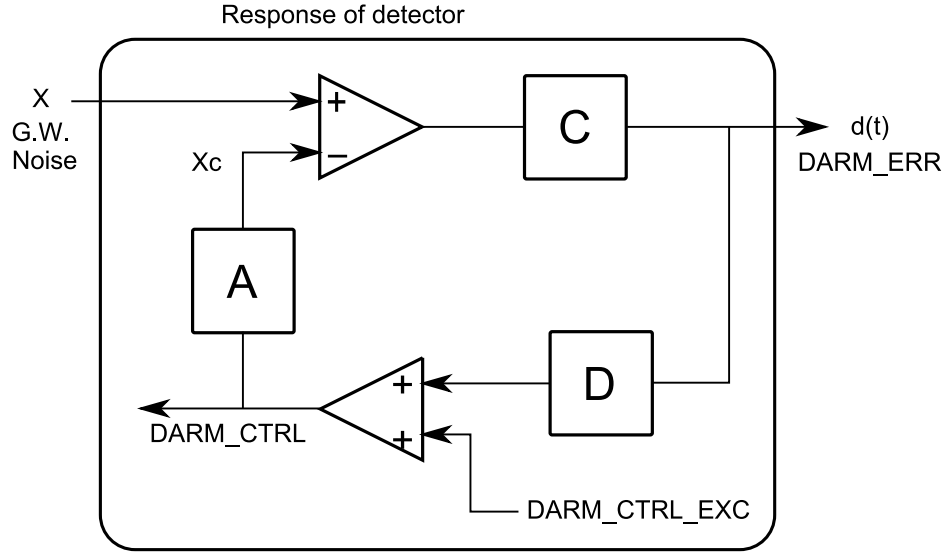 Response of detector
X
G.W.
Noise
+
C
d(t)
DARM_ERR
Xc
−
A
+
D
DARM_CTRL
+
DARM_CTRL_EXC